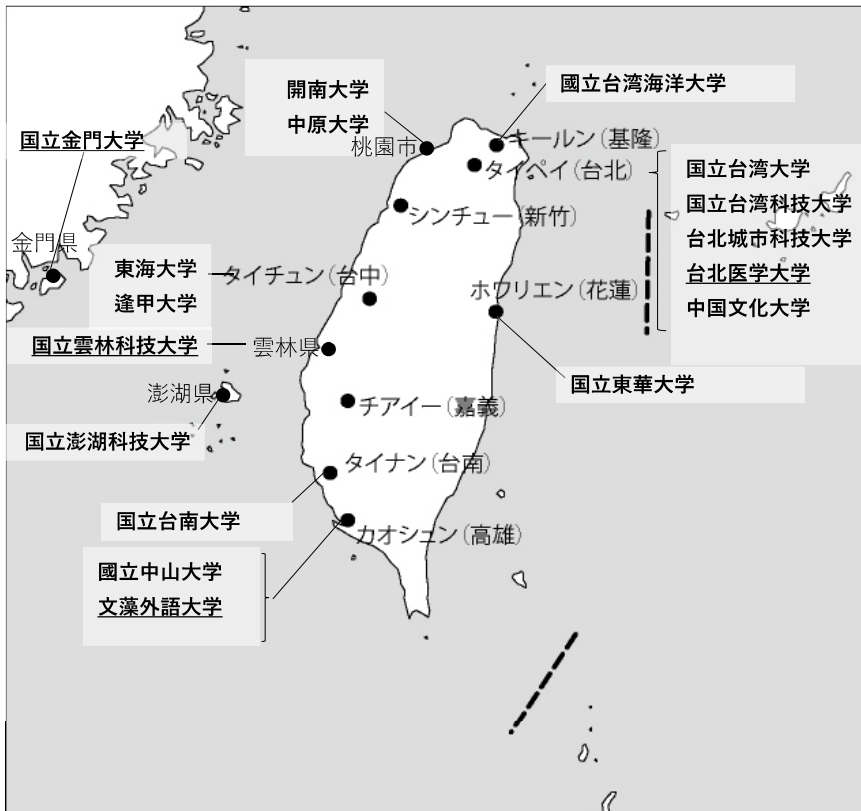 開南大学
中原大学
國立台湾海洋大学
国立金門大学
桃園市
キールン(基隆)
タイペイ(台北)
国立台湾大学
国立台湾科技大学
台北城市科技大学
台北医学大学
中国文化大学
シンチュー(新竹)
金門県
東海大学
逢甲大学
タイチュン(台中)
ホワリエン(花蓮)
国立雲林科技大学
雲林県
国立東華大学
澎湖県
チアイー(嘉義)
国立澎湖科技大学
タイナン(台南)
国立台南大学
カオシュン(高雄)
國立中山大学
文藻外語大学